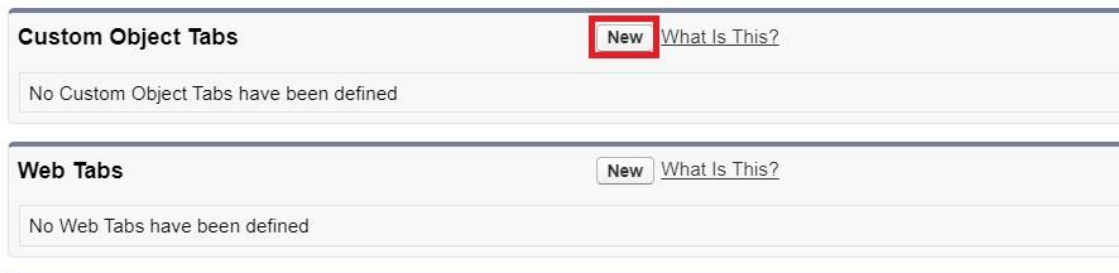 Custom Object Tabs New What Is This?
No Custom Object Tabs have been defined
Web Tabs New What Is This?
No Web Tabs have been defined